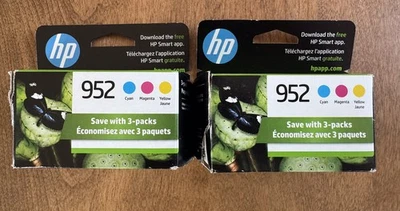 hp
Download the free
HP Smart app.
Téléchargez l'application
HP Smart gratuite.
952
Cyan
Magenta
Yellow
Jaune
Save with 3-packs
Économisez avec 3 paquets
hp
Download the free
HP Smart app.
Téléchargez l'application
HP Smart gratuite.
hpapp.com
952
Cyan
Magenta
Yellow
Jaune
Save with 3-packs
Économisez avec 3 paquets